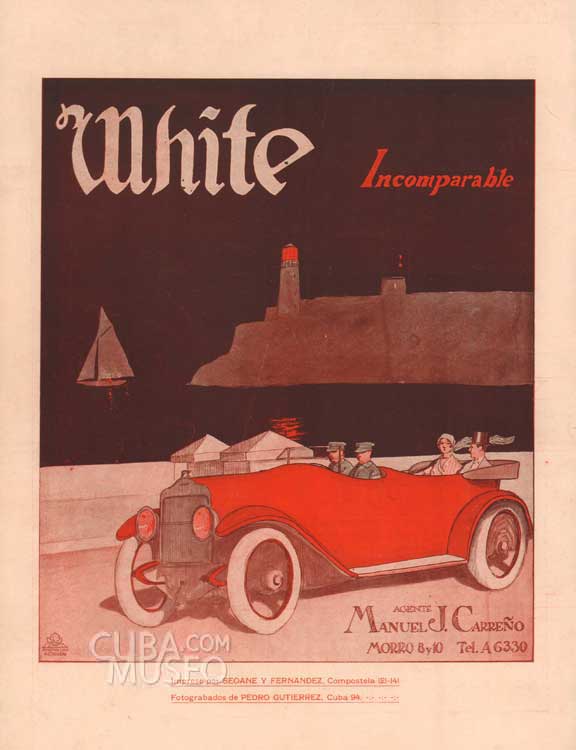 White
Incomparable
AGENTE
MANUEL J. CARREÑO
MORRO 8 y 10 TEL. A 6330
CUBA.COM
MUSEO
Impreso por SEOANE Y FERNANDEZ, Compostela 121-141
Fotograbados de PEDRO GUTIERREZ, Cuba 94.